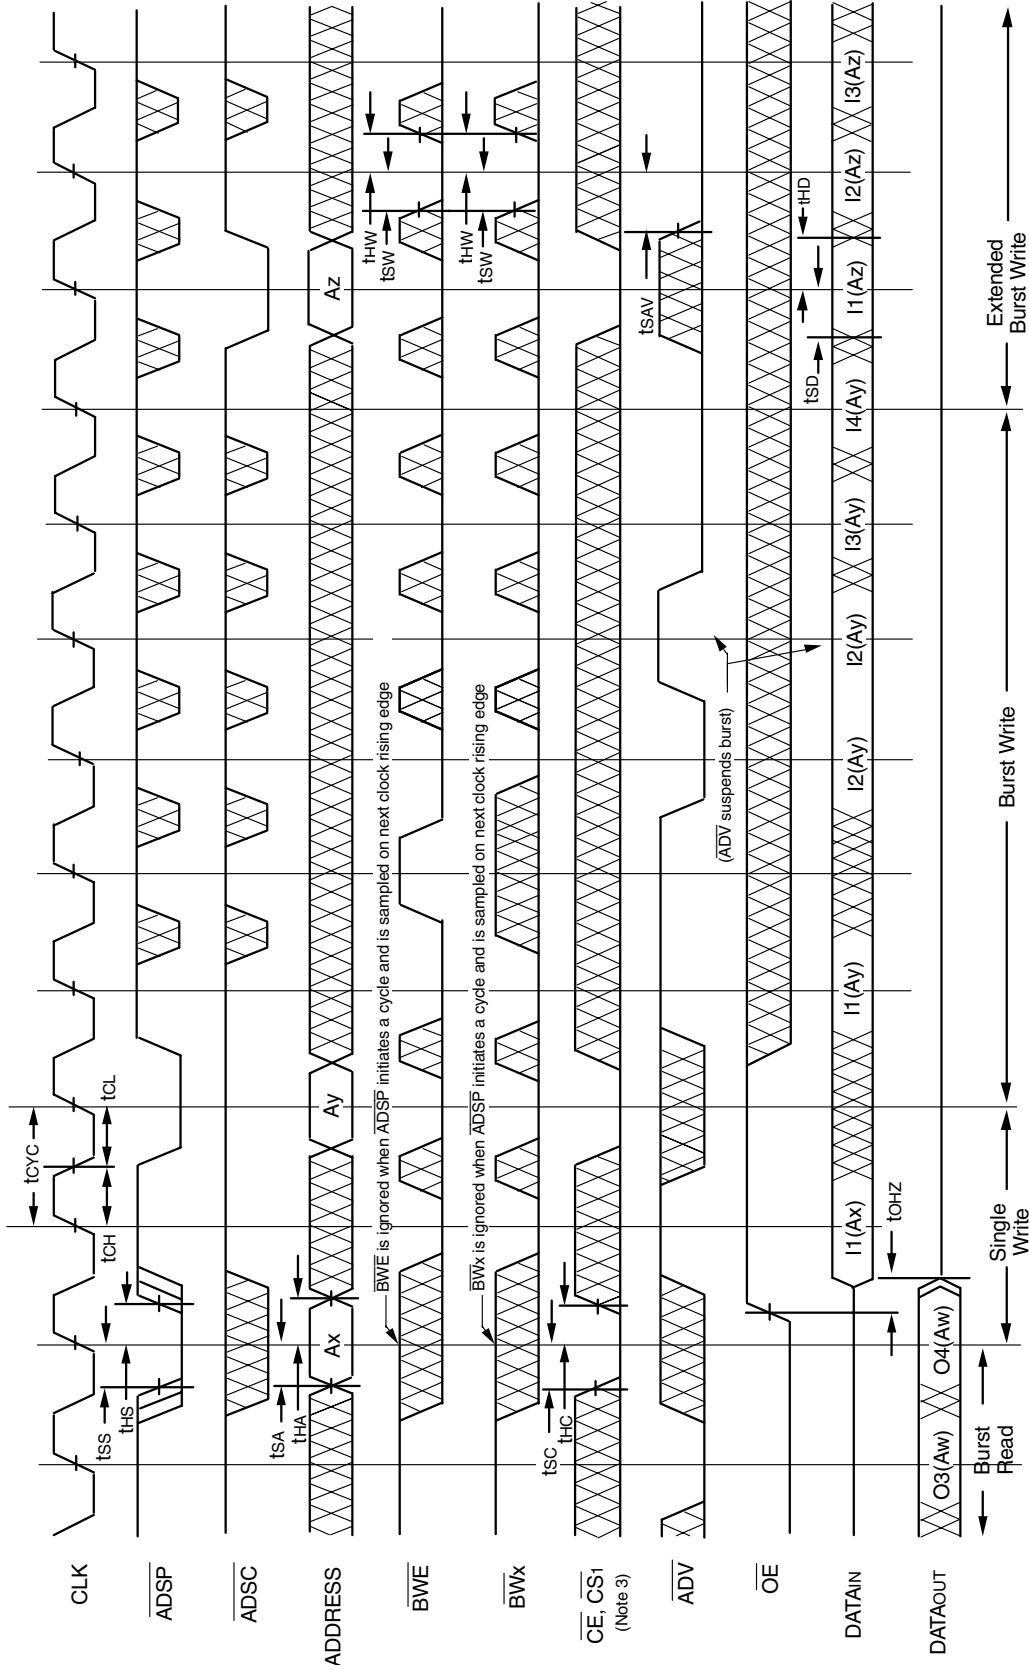 CLK
tCYC
tCH
tCL
ADSP
tSS
tHS
ADSC
ADDRESS
tSA
tHA
Ax
Ay
Az
BWE
BWE is ignored when ADSP initiates a cycle and is sampled on next clock rising edge
tHW
tSW
BWx
BWx is ignored when ADSP initiates a cycle and is sampled on next clock rising edge
tHW
tSW
CE, CS1
(Note 3)
tSC
tHC
ADV
tSAV
(ADV suspends burst)
OE
DATAIN
tSD
tHD
I1(Ax)
I1(Ay)
I2(Ay)
I2(Ay)
I3(Ay)
I4(Ay)
I1(Az)
I2(Az)
I3(Az)
tOHZ
DATAOUT
O3(Aw)
O4(Aw)
Burst
Read
Single
Write
Burst Write
Extended
Burst Write